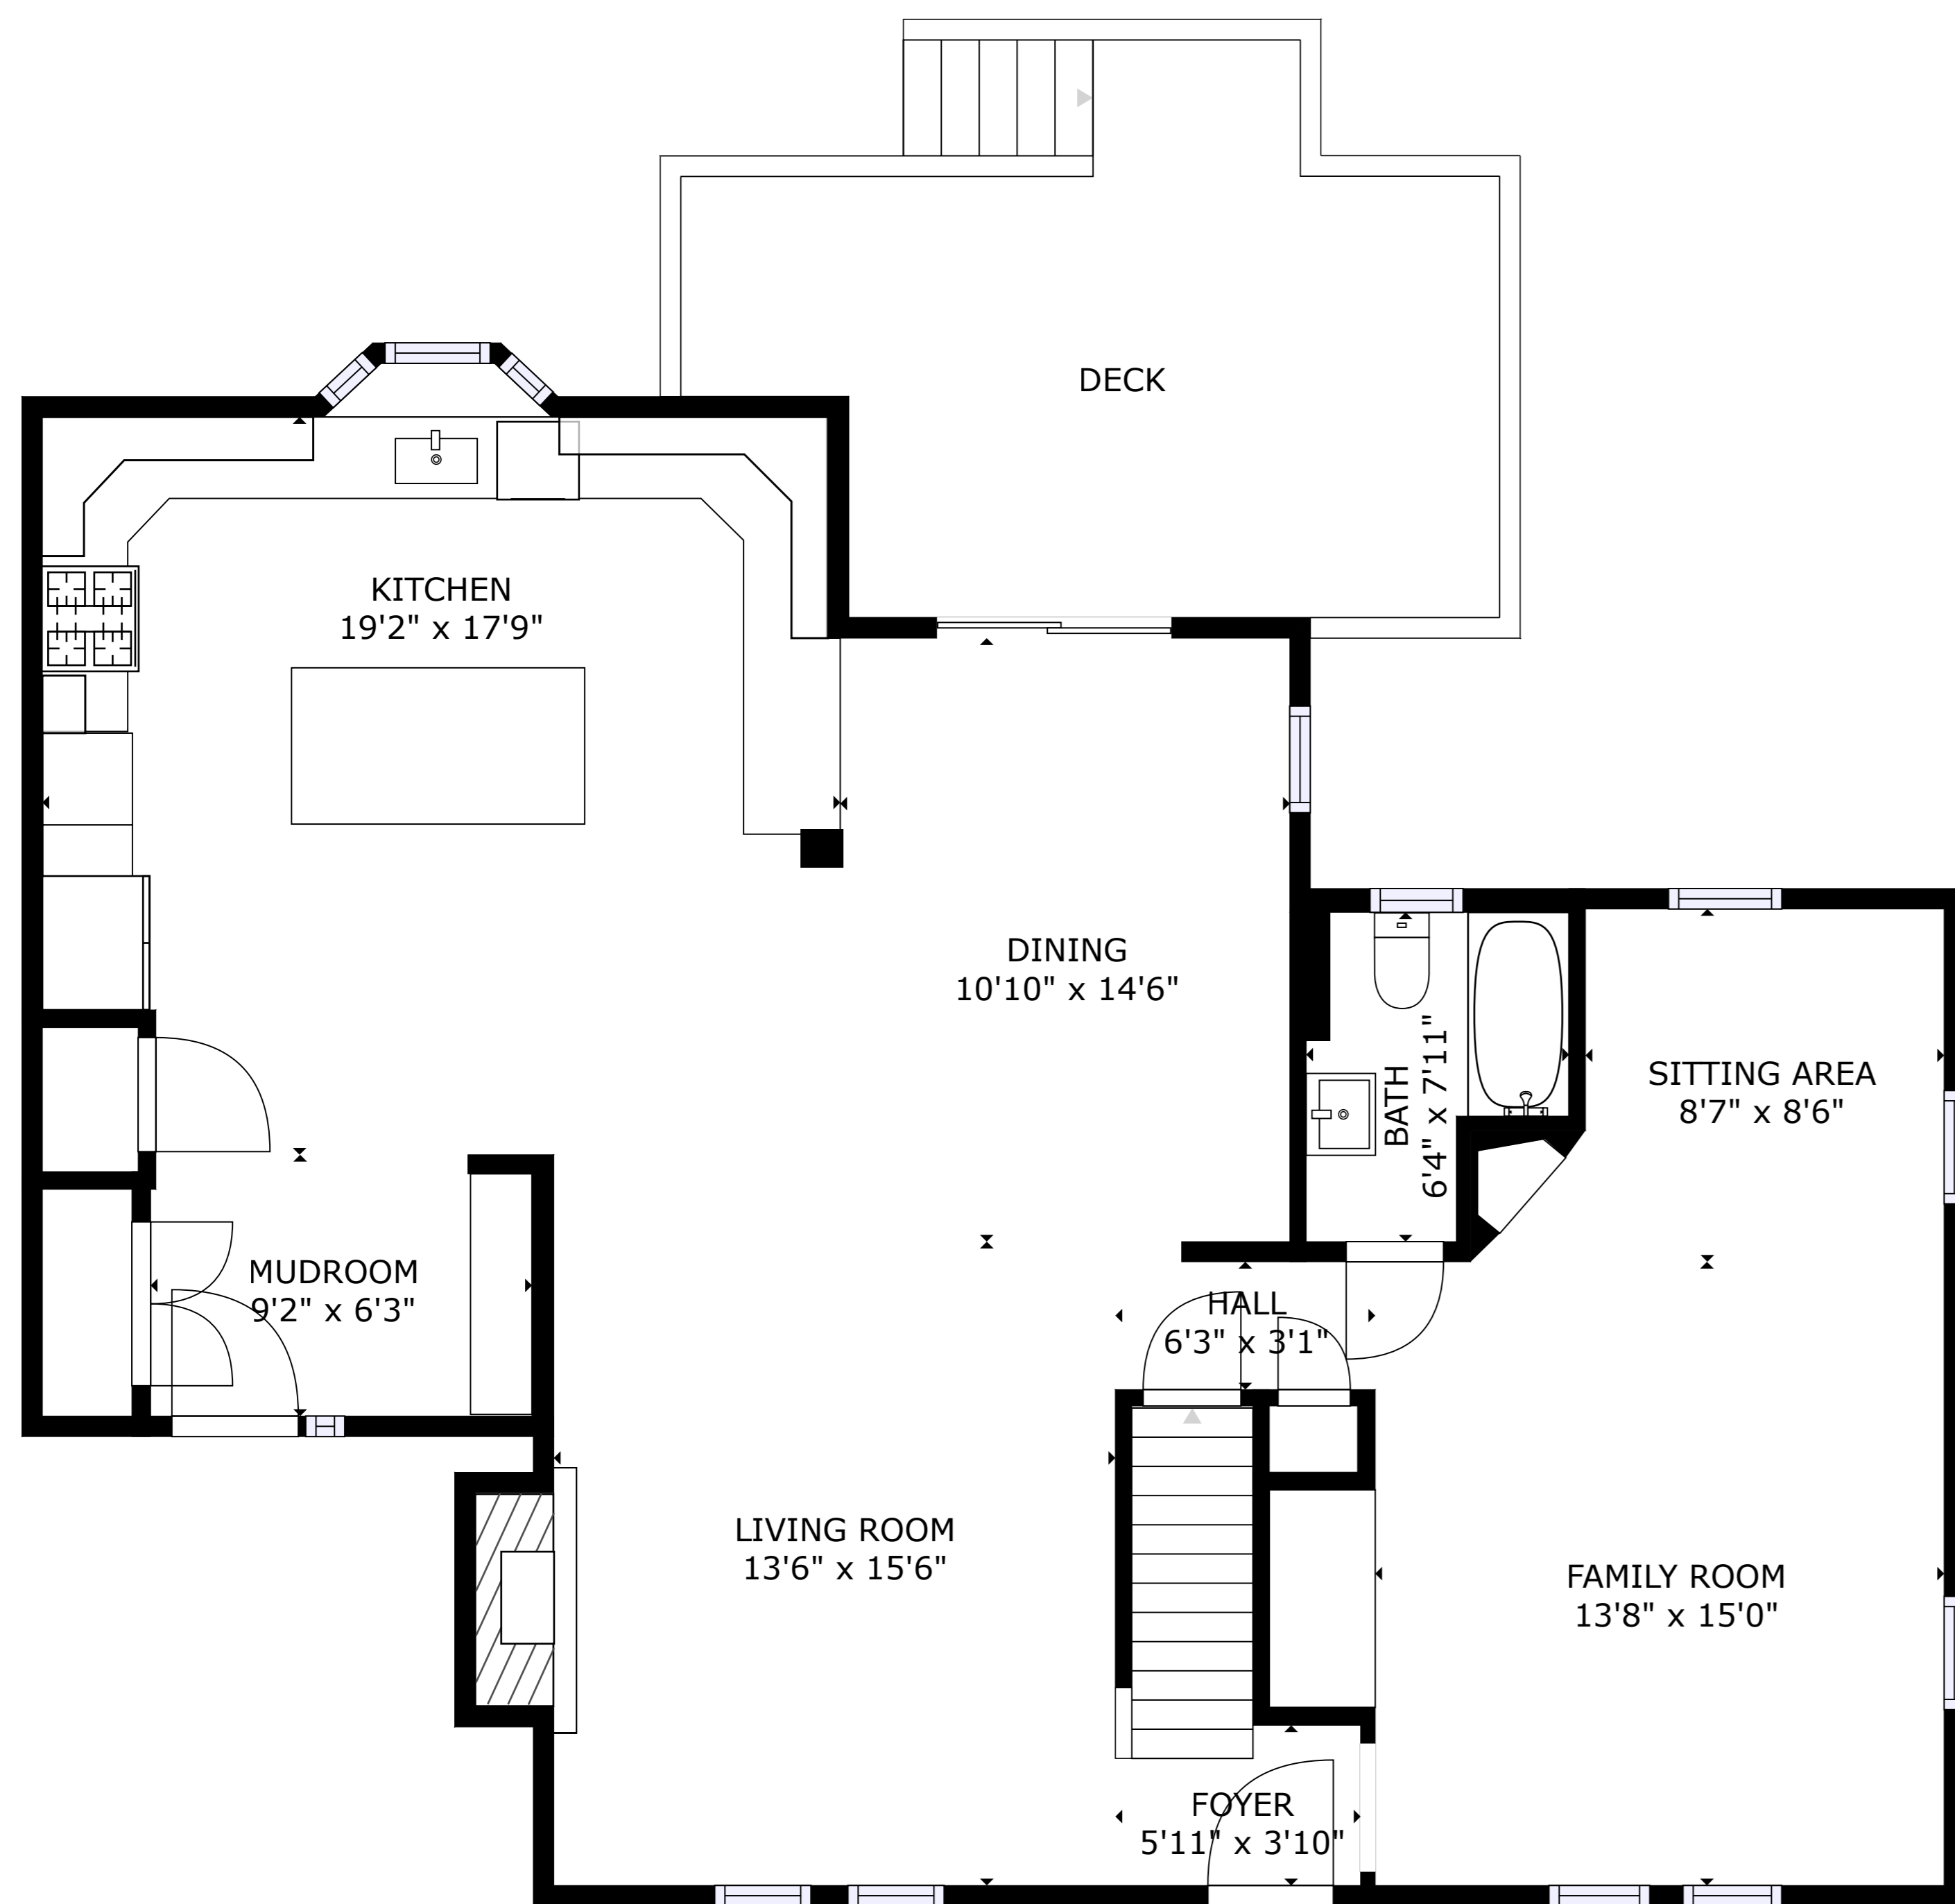 DECK
KITCHEN
19'2" x 17'9"
DINING
10'10" x 14'6"
BATH
6'4" x 7'11"
SITTING AREA
8'7" x 8'6"
MUDROOM
9'2" x 6'3"
HALL
6'3" x 3'1"
LIVING ROOM
13'6" x 15'6"
FAMILY ROOM
13'8" x 15'0"
FOYER
5'11" x 3'10"